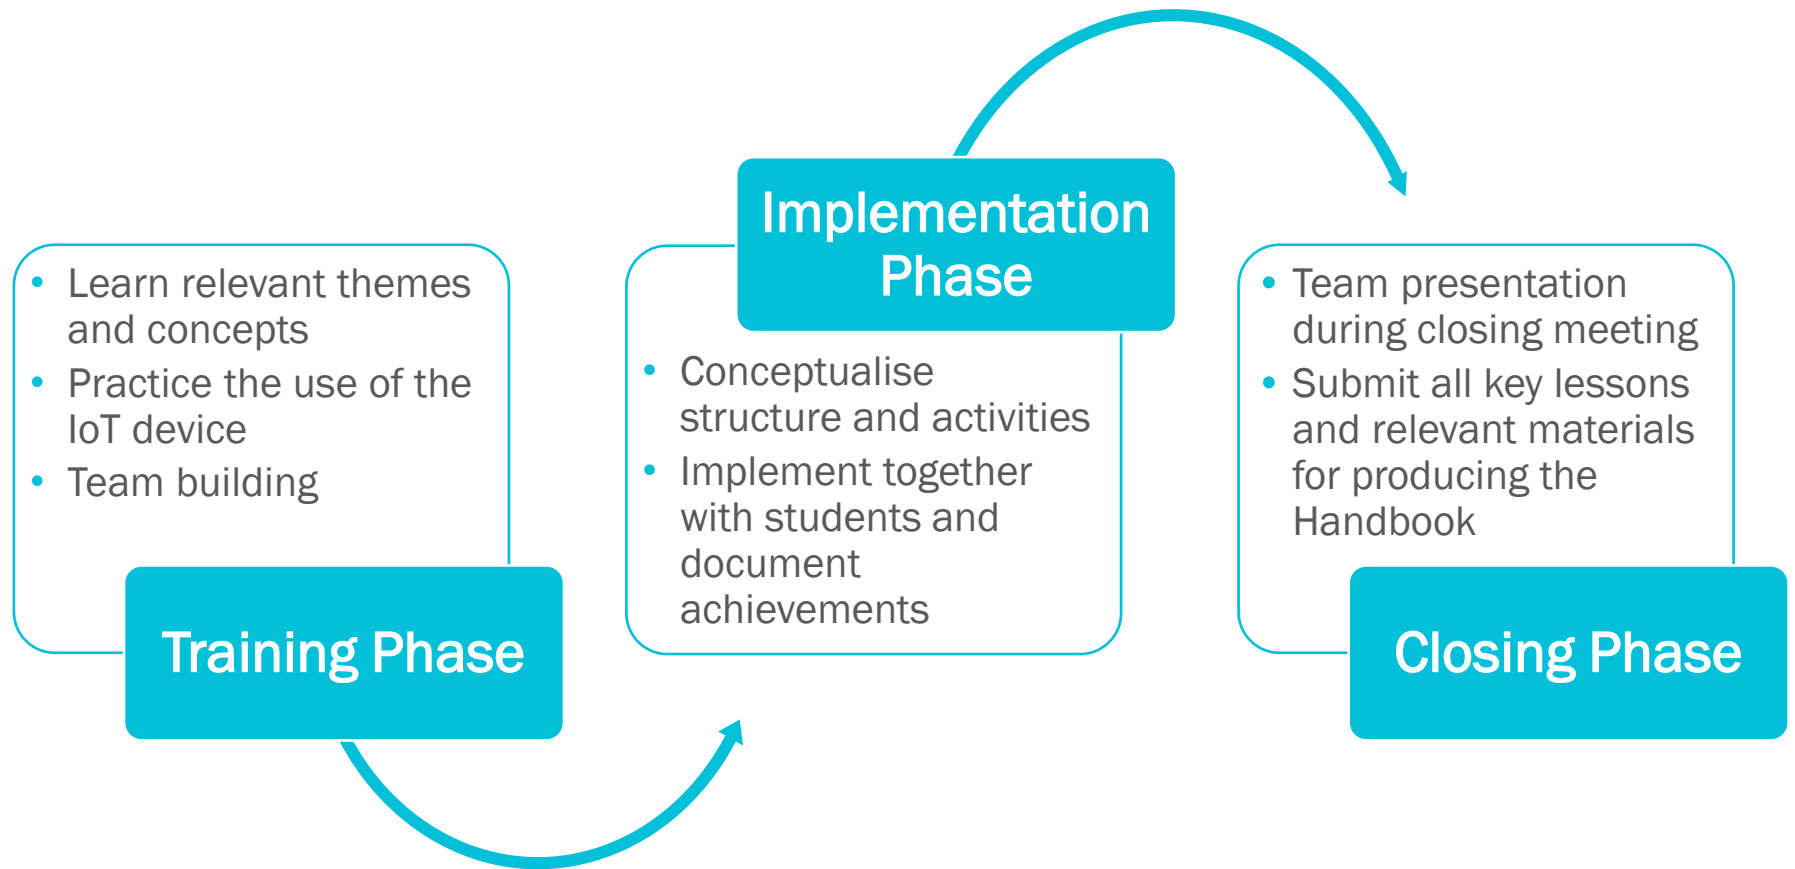 • Learn relevant themes
and concepts
• Practice the use of the
IoT device
• Team building
Training Phase
Implementation
Phase
• Conceptualise
structure and activities
• Implement together
with students and
document
achievements
• Team presentation
during closing meeting
• Submit all key lessons
and relevant materials
for producing the
Handbook
Closing Phase